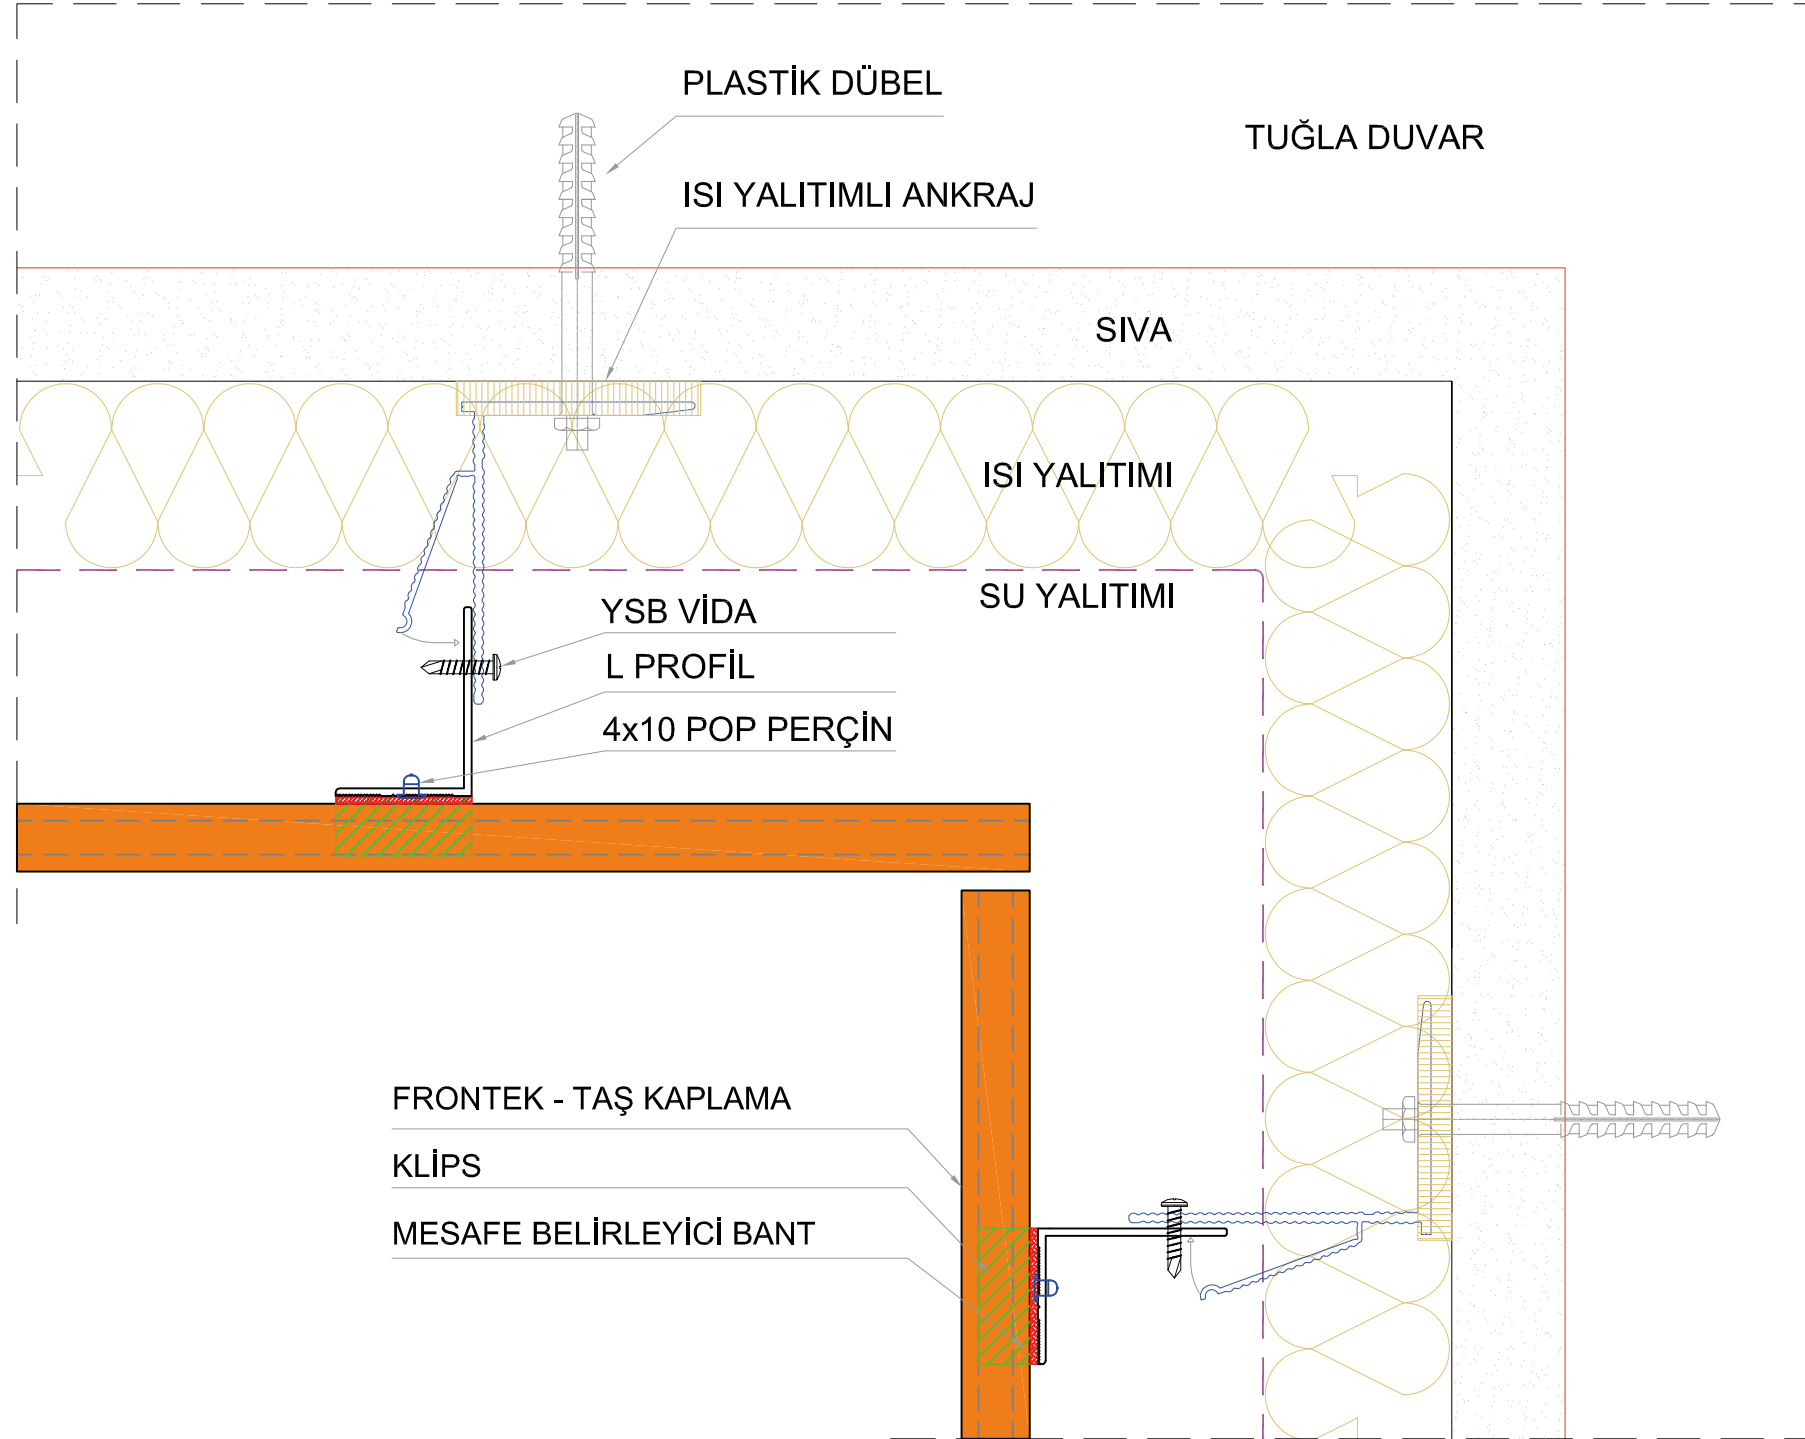 PLASTİK DÜBEL
TUĞLA DUVAR
ISI YALITIMLI ANKRAJ
SIVA
ISI YALITIMI
SU YALITIMI
YSB VİDA
L PROFİL
4x10 POP PERÇİN
FRONTEK - TAŞ KAPLAMA
KLİPS
MESAFE BELİRLEYİCİ BANT